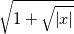 √(1 + √|x|)